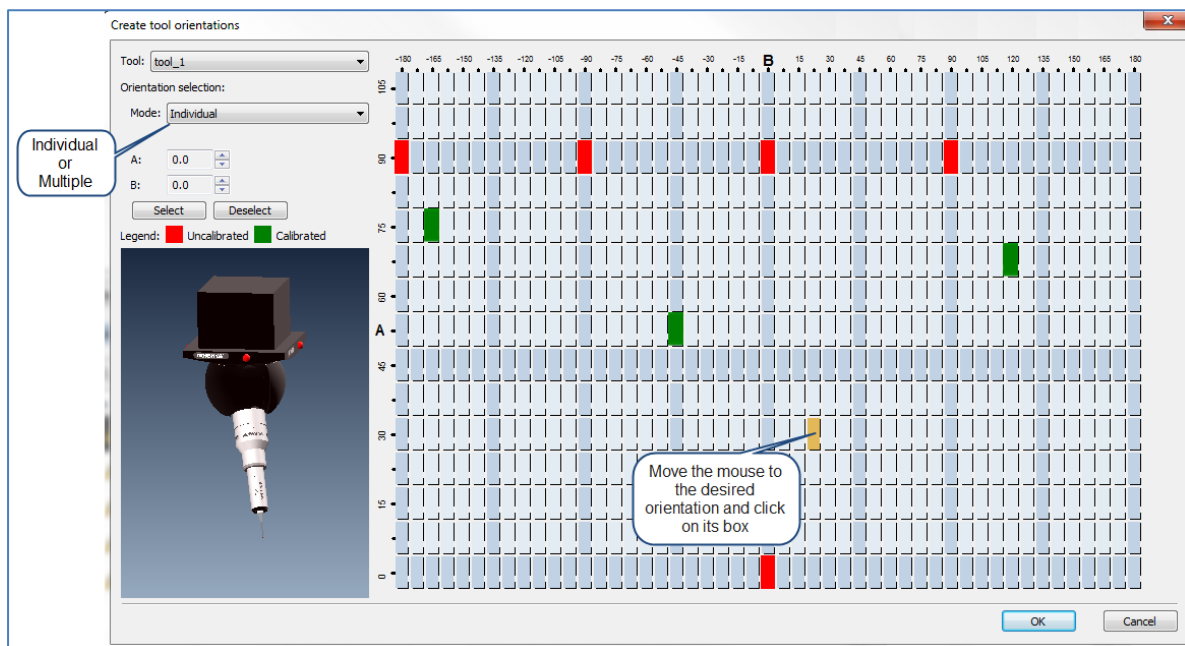 Create tool orientations
Tool: tool_1
Orientation selection:
Mode: Individual
Individual
or
Multiple
A: 0.0
B: 0.0
Select Deselect
Legend: Uncalibrated Calibrated
-180 -165 -150 -135 -120 -105 -90 -75 -60 -45 -30 -15 B 15 30 45 60 75 90 105 120 135 150 165 180
105
90
75
60
A
45
30
15
0
Move the mouse to
the desired
orientation and click
on its box
OK Cancel